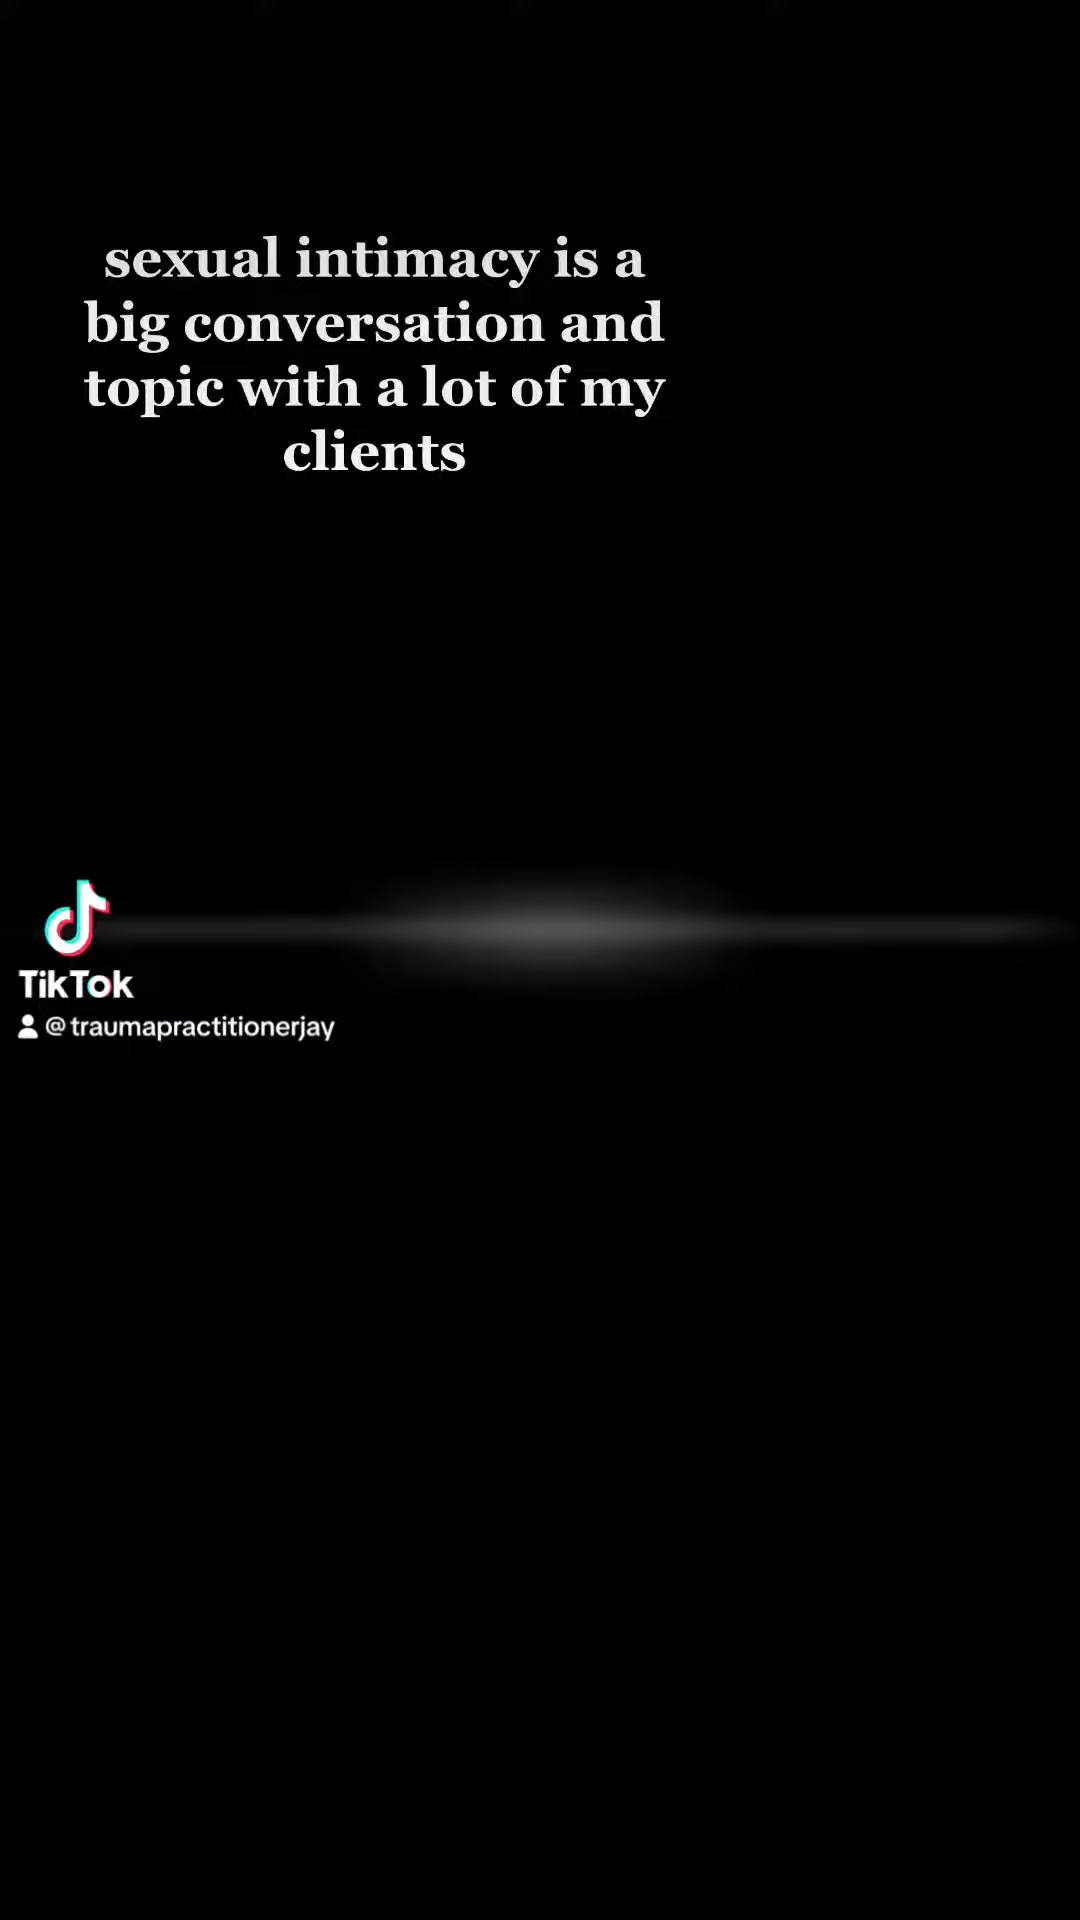 sexual intimacy is a
big conversation and
topic with a lot of my
clients
TikTok
@traumapractitionerjay